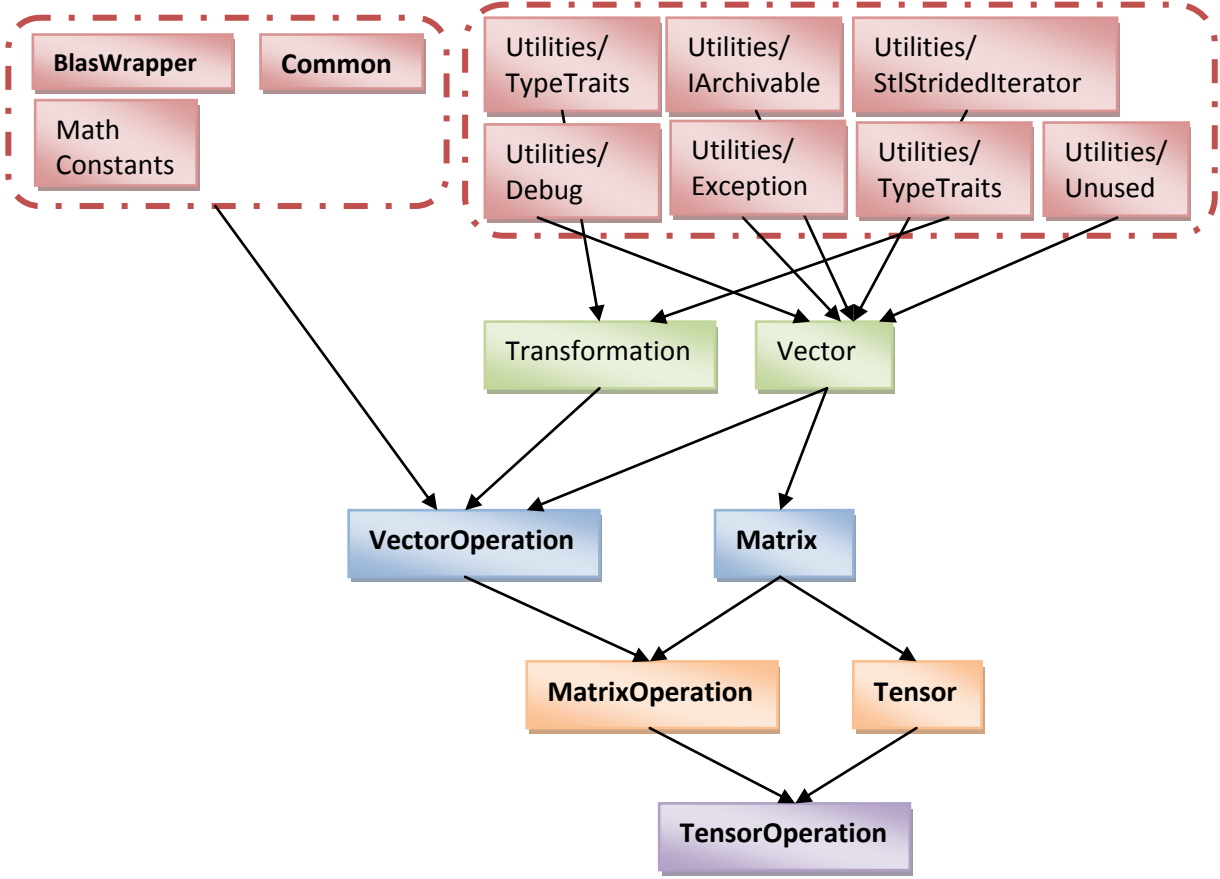 BlasWrapper
Common
Math
Constants
Utilities/
TypeTraits
Utilities/
IArchivable
Utilities/
StlStridedIterator
Utilities/
Debug
Utilities/
Exception
Utilities/
TypeTraits
Utilities/
Unused
Transformation
Vector
VectorOperation
Matrix
MatrixOperation
Tensor
TensorOperation